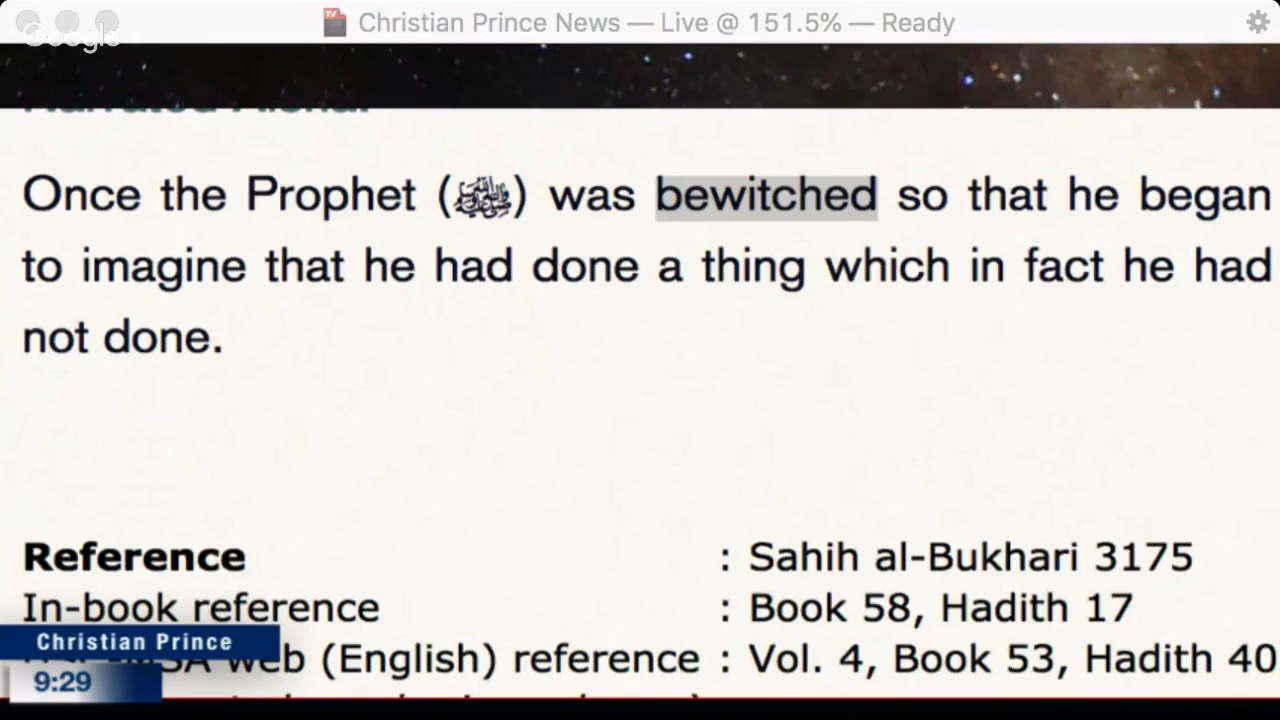 Christian Prince News — Live @ 151.5% — Ready
Google
Narrated Aisha:
Once the Prophet (ﷺ) was bewitched so that he began
to imagine that he had done a thing which in fact he had
not done.
Reference : Sahih al-Bukhari 3175
In-book reference : Book 58, Hadith 17
Christian Prince
web (English) reference : Vol. 4, Book 53, Hadith 40
9:29